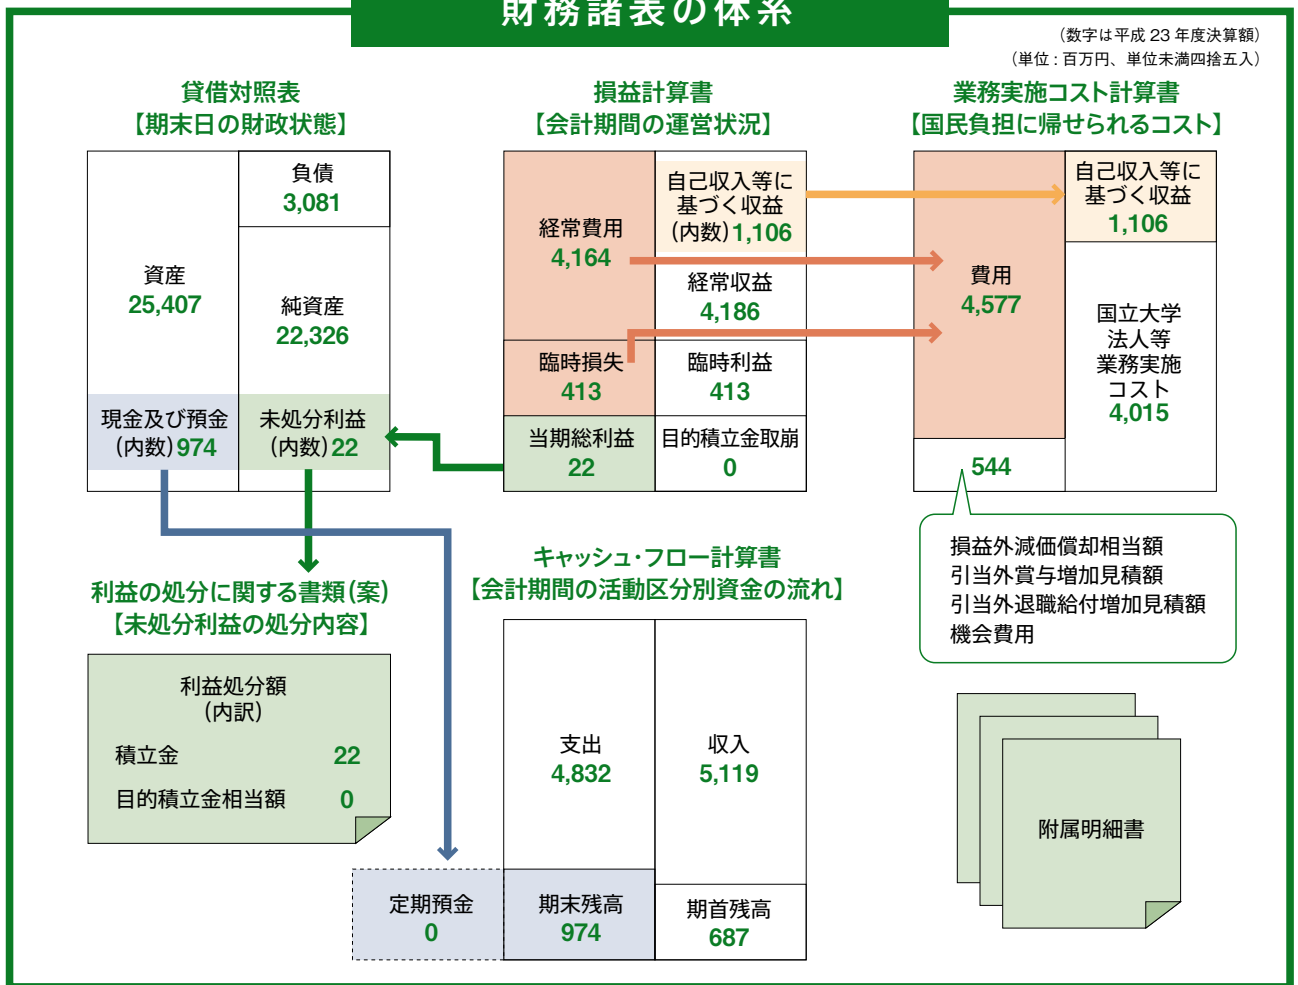 財務諸表の体系
（数字は平成 23 年度決算額）
（単位 : 百万円、単位未満四捨五入）
貸借対照表
【期末日の財政状態】
資産
25,407
負債
3,081
純資産
22,326
現金及び預金
（内数）974
未処分利益
（内数）22
損益計算書
【会計期間の運営状況】
経常費用
4,164
自己収入等に
基づく収益
（内数）1,106
経常収益
4,186
臨時損失
413
臨時利益
413
当期総利益
22
目的積立金取崩
0
業務実施コスト計算書
【国民負担に帰せられるコスト】
費用
4,577
自己収入等に
基づく収益
1,106
国立大学
法人等
業務実施
コスト
4,015
544
損益外減価償却相当額
引当外賞与増加見積額
引当外退職給付増加見積額
機会費用
利益の処分に関する書類（案）
【未処分利益の処分内容】
利益処分額
（内訳）
積立金 22
目的積立金相当額 0
キャッシュ・フロー計算書
【会計期間の活動区分別資金の流れ】
支出
4,832
収入
5,119
定期預金
0
期末残高
974
期首残高
687
附属明細書